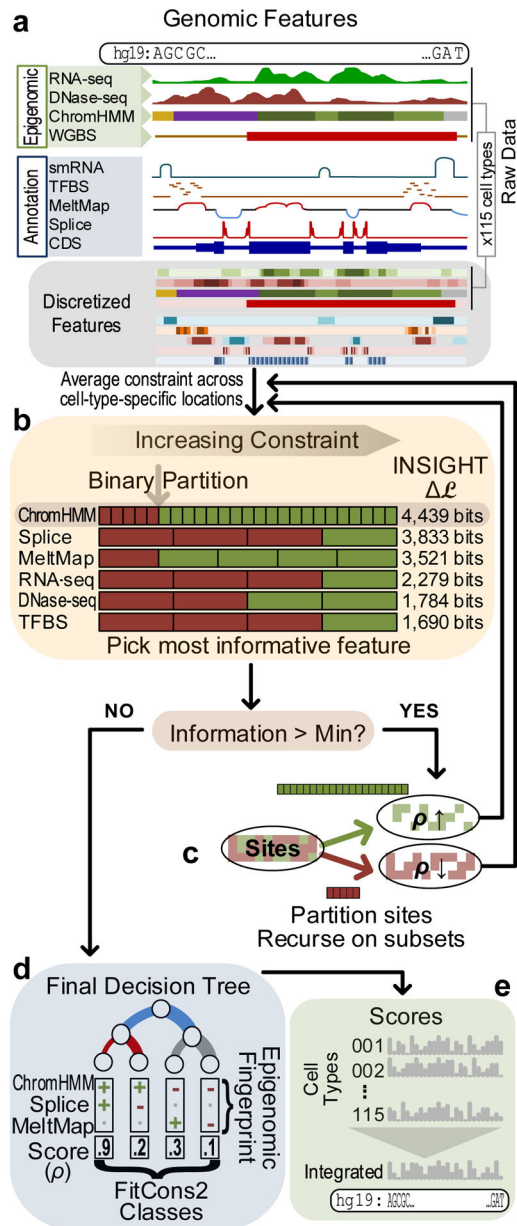 a
Genomic Features
hg19:AGCGC... ...GAT
Epigenomic
RNA-seq
DNase-seq
ChromHMM
WGBS
Annotation
smRNA
TFBS
MeltMap
Splice
CDS
x115 cell types
Raw Data
Discretized
Features
Average constraint across
cell-type-specific locations
b
Increasing Constraint
Binary Partition
INSIGHT
Δℒ
ChromHMM 4,439 bits
Splice 3,833 bits
MeltMap 3,521 bits
RNA-seq 2,279 bits
DNase-seq 1,784 bits
TFBS 1,690 bits
Pick most informative feature
NO
YES
Information > Min?
c
Sites
ρ ↑
ρ ↓
Partition sites
Recurse on subsets
d
Final Decision Tree
ChromHMM + + - -
Splice + - · ·
MeltMap · · + -
Epigenomic
Fingerprint
Score .9 .2 .3 .1
(ρ)
FitCons2
Classes
e
Scores
Cell
Types
001
002
⋮
115
Integrated
hg19: AGCGC... ...GAT